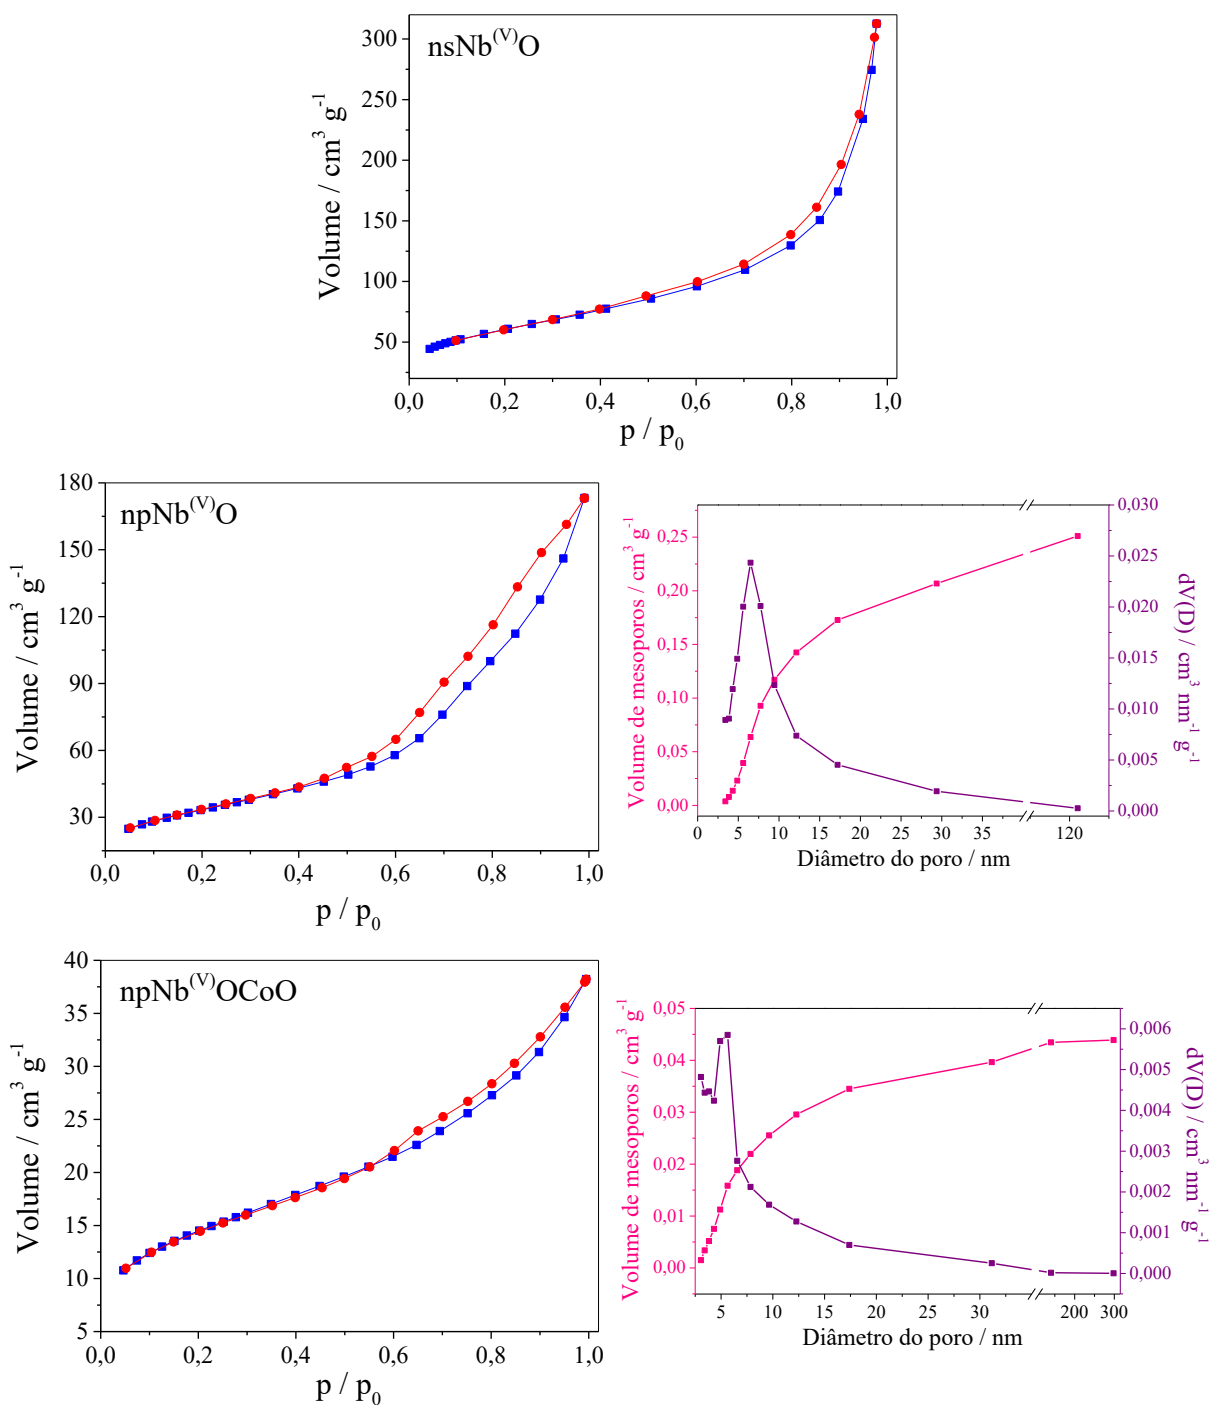 nsNb(V)O
Volume / cm3 g-1
300
250
200
150
100
50
0,0 0,2 0,4 0,6 0,8 1,0
p / p0
npNb(V)O
Volume / cm3 g-1
180
150
120
90
60
30
0,0 0,2 0,4 0,6 0,8 1,0
p / p0
Volume de mesoporos / cm3 g-1
0,25
0,20
0,15
0,10
0,05
0,00
0 5 10 15 20 25 30 35 120
Diâmetro do poro / nm
0,030
0,025
0,020
0,015
0,010
0,005
0,000
dV(D) / cm3 nm-1 g-1
npNb(V)OCoO
Volume / cm3 g-1
40
35
30
25
20
15
10
5
0,0 0,2 0,4 0,6 0,8 1,0
p / p0
Volume de mesoporos / cm3 g-1
0,05
0,04
0,03
0,02
0,01
0,00
5 10 15 20 25 30 200 300
Diâmetro do poro / nm
0,006
0,005
0,004
0,003
0,002
0,001
0,000
dV(D) / cm3 nm-1 g-1